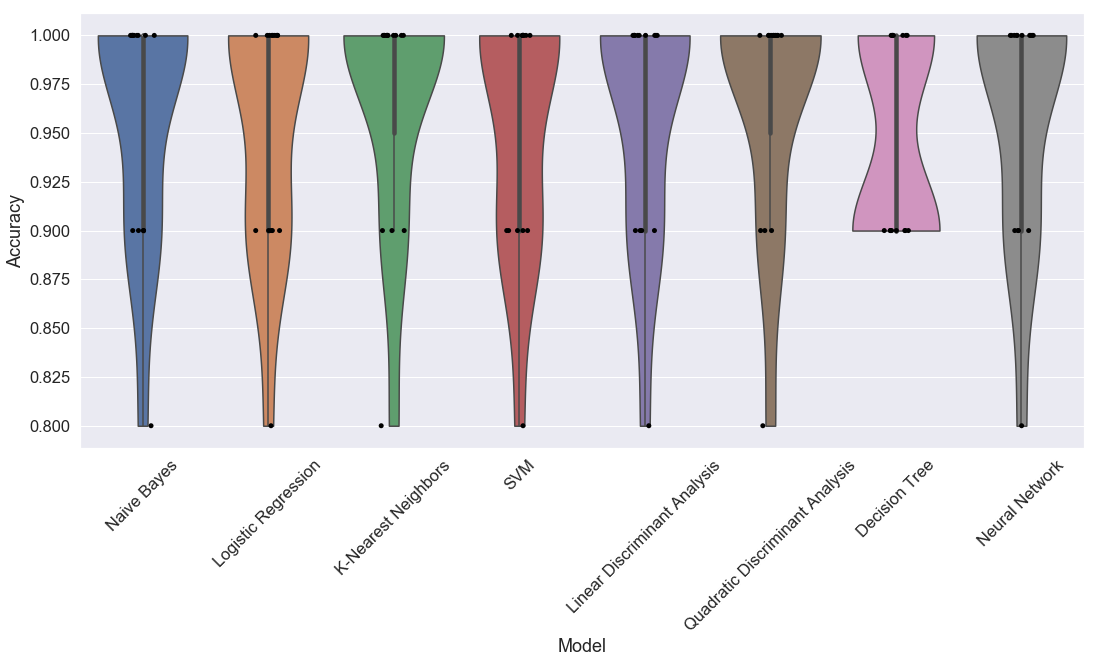 1.000
0.975
0.950
0.925
0.900
0.875
0.850
0.825
0.800
Accuracy
Naive Bayes
Logistic Regression
K-Nearest Neighbors
SVM
Linear Discriminant Analysis
Quadratic Discriminant Analysis
Decision Tree
Neural Network
Model